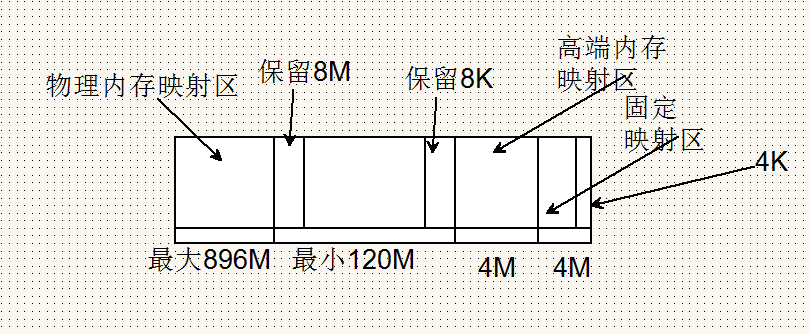 物理内存映射区
保留8M
保留8K
高端内存
映射区
固定
映射区
4K
最大896M
最小120M
4M
4M